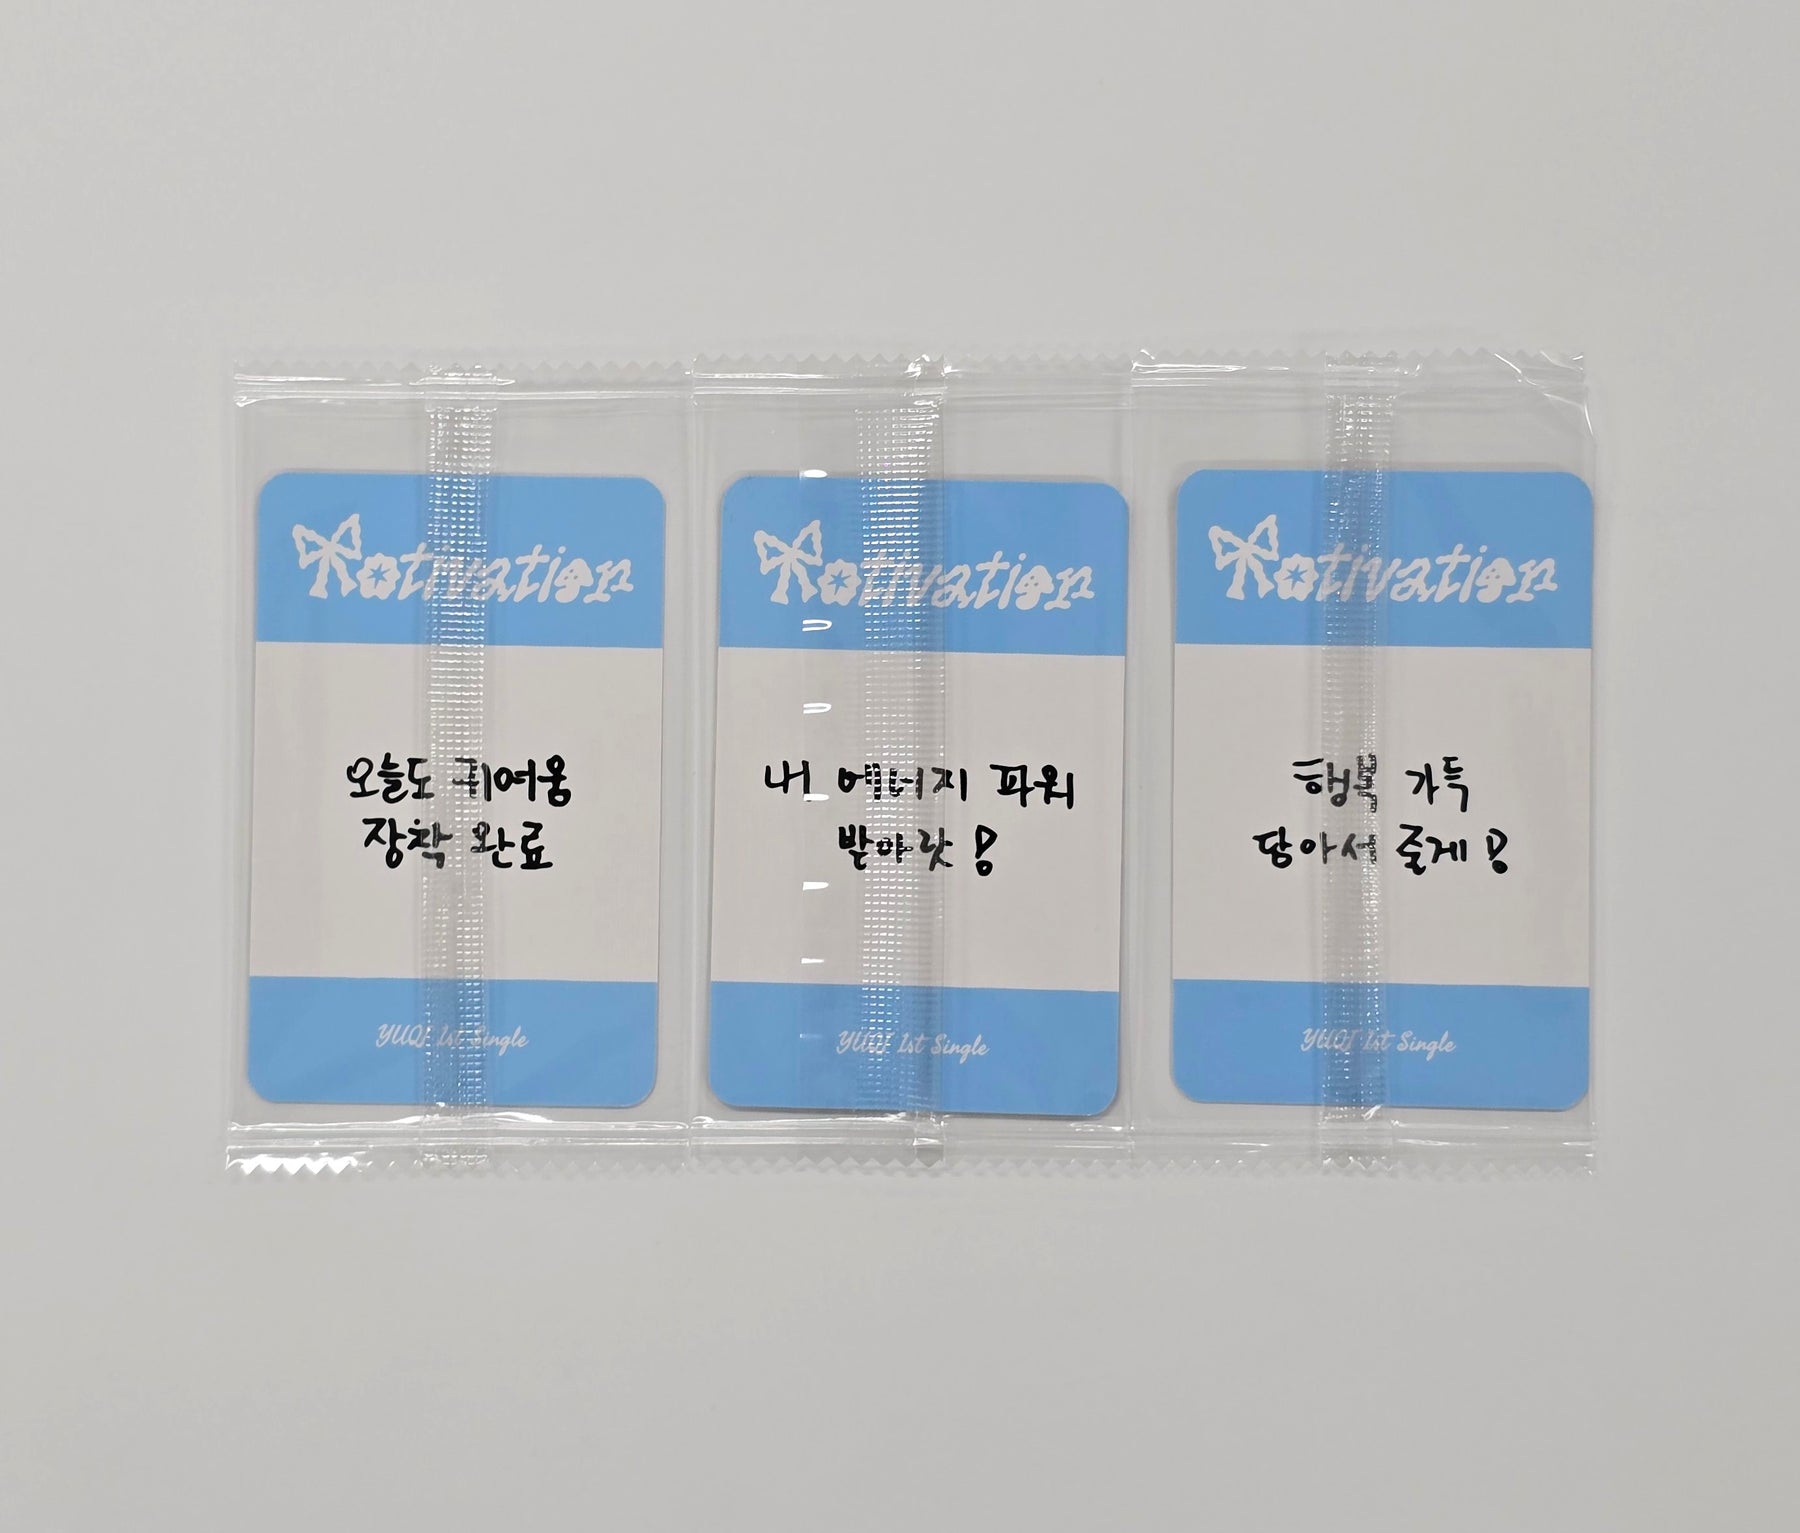 Motivation
오늘도 귀여움
장착 완료
YUQI 1st Single
Motivation
내 에너지 파워
받아랏!
YUQI 1st Single
Motivation
행복 가득
담아서 줄게!
YUQI 1st Single